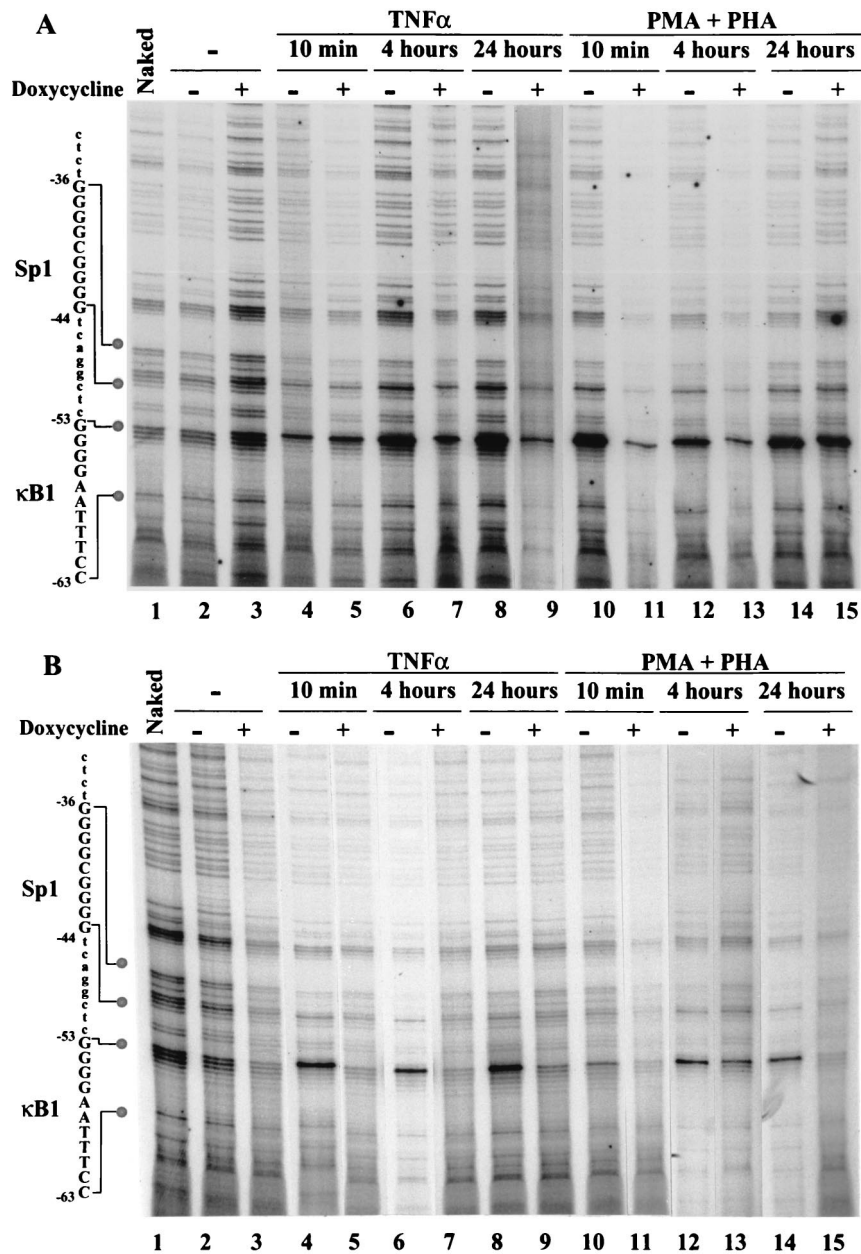 A
Naked
-
TNFα
PMA + PHA
10 min 4 hours 24 hours 10 min 4 hours 24 hours
Doxycycline - + - + - + - + - + - + - +
ctctGGGGCGGGGtcaggctcGGGGAATTTCC
-36
Sp1
-44
-53
κB1
-63
1 2 3 4 5 6 7 8 9 10 11 12 13 14 15
B
Naked
-
TNFα
PMA + PHA
10 min 4 hours 24 hours 10 min 4 hours 24 hours
Doxycycline - + - + - + - + - + - + - +
ctctGGGGCGGGGtcaggctcGGGGAATTTCC
-36
Sp1
-44
-53
κB1
-63
1 2 3 4 5 6 7 8 9 10 11 12 13 14 15